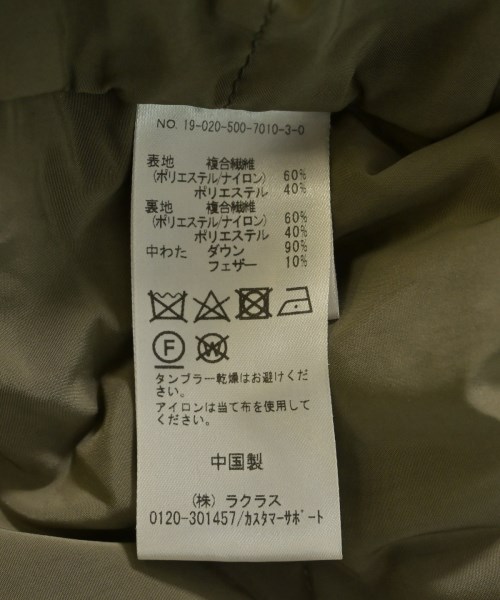 NO. 19-020-500-7010-3-0
表地 複合繊維
(ポリエステル/ナイロン) 60%
ポリエステル 40%
裏地 複合繊維
(ポリエステル/ナイロン) 60%
ポリエステル 40%
中わた ダウン 90%
フェザー 10%
F W
タンブラー乾燥はお避けくだ
さい。
アイロンは当て布を使用して
ください。
中国製
(株) ラクラス
0120-301457/カスタマーサポート